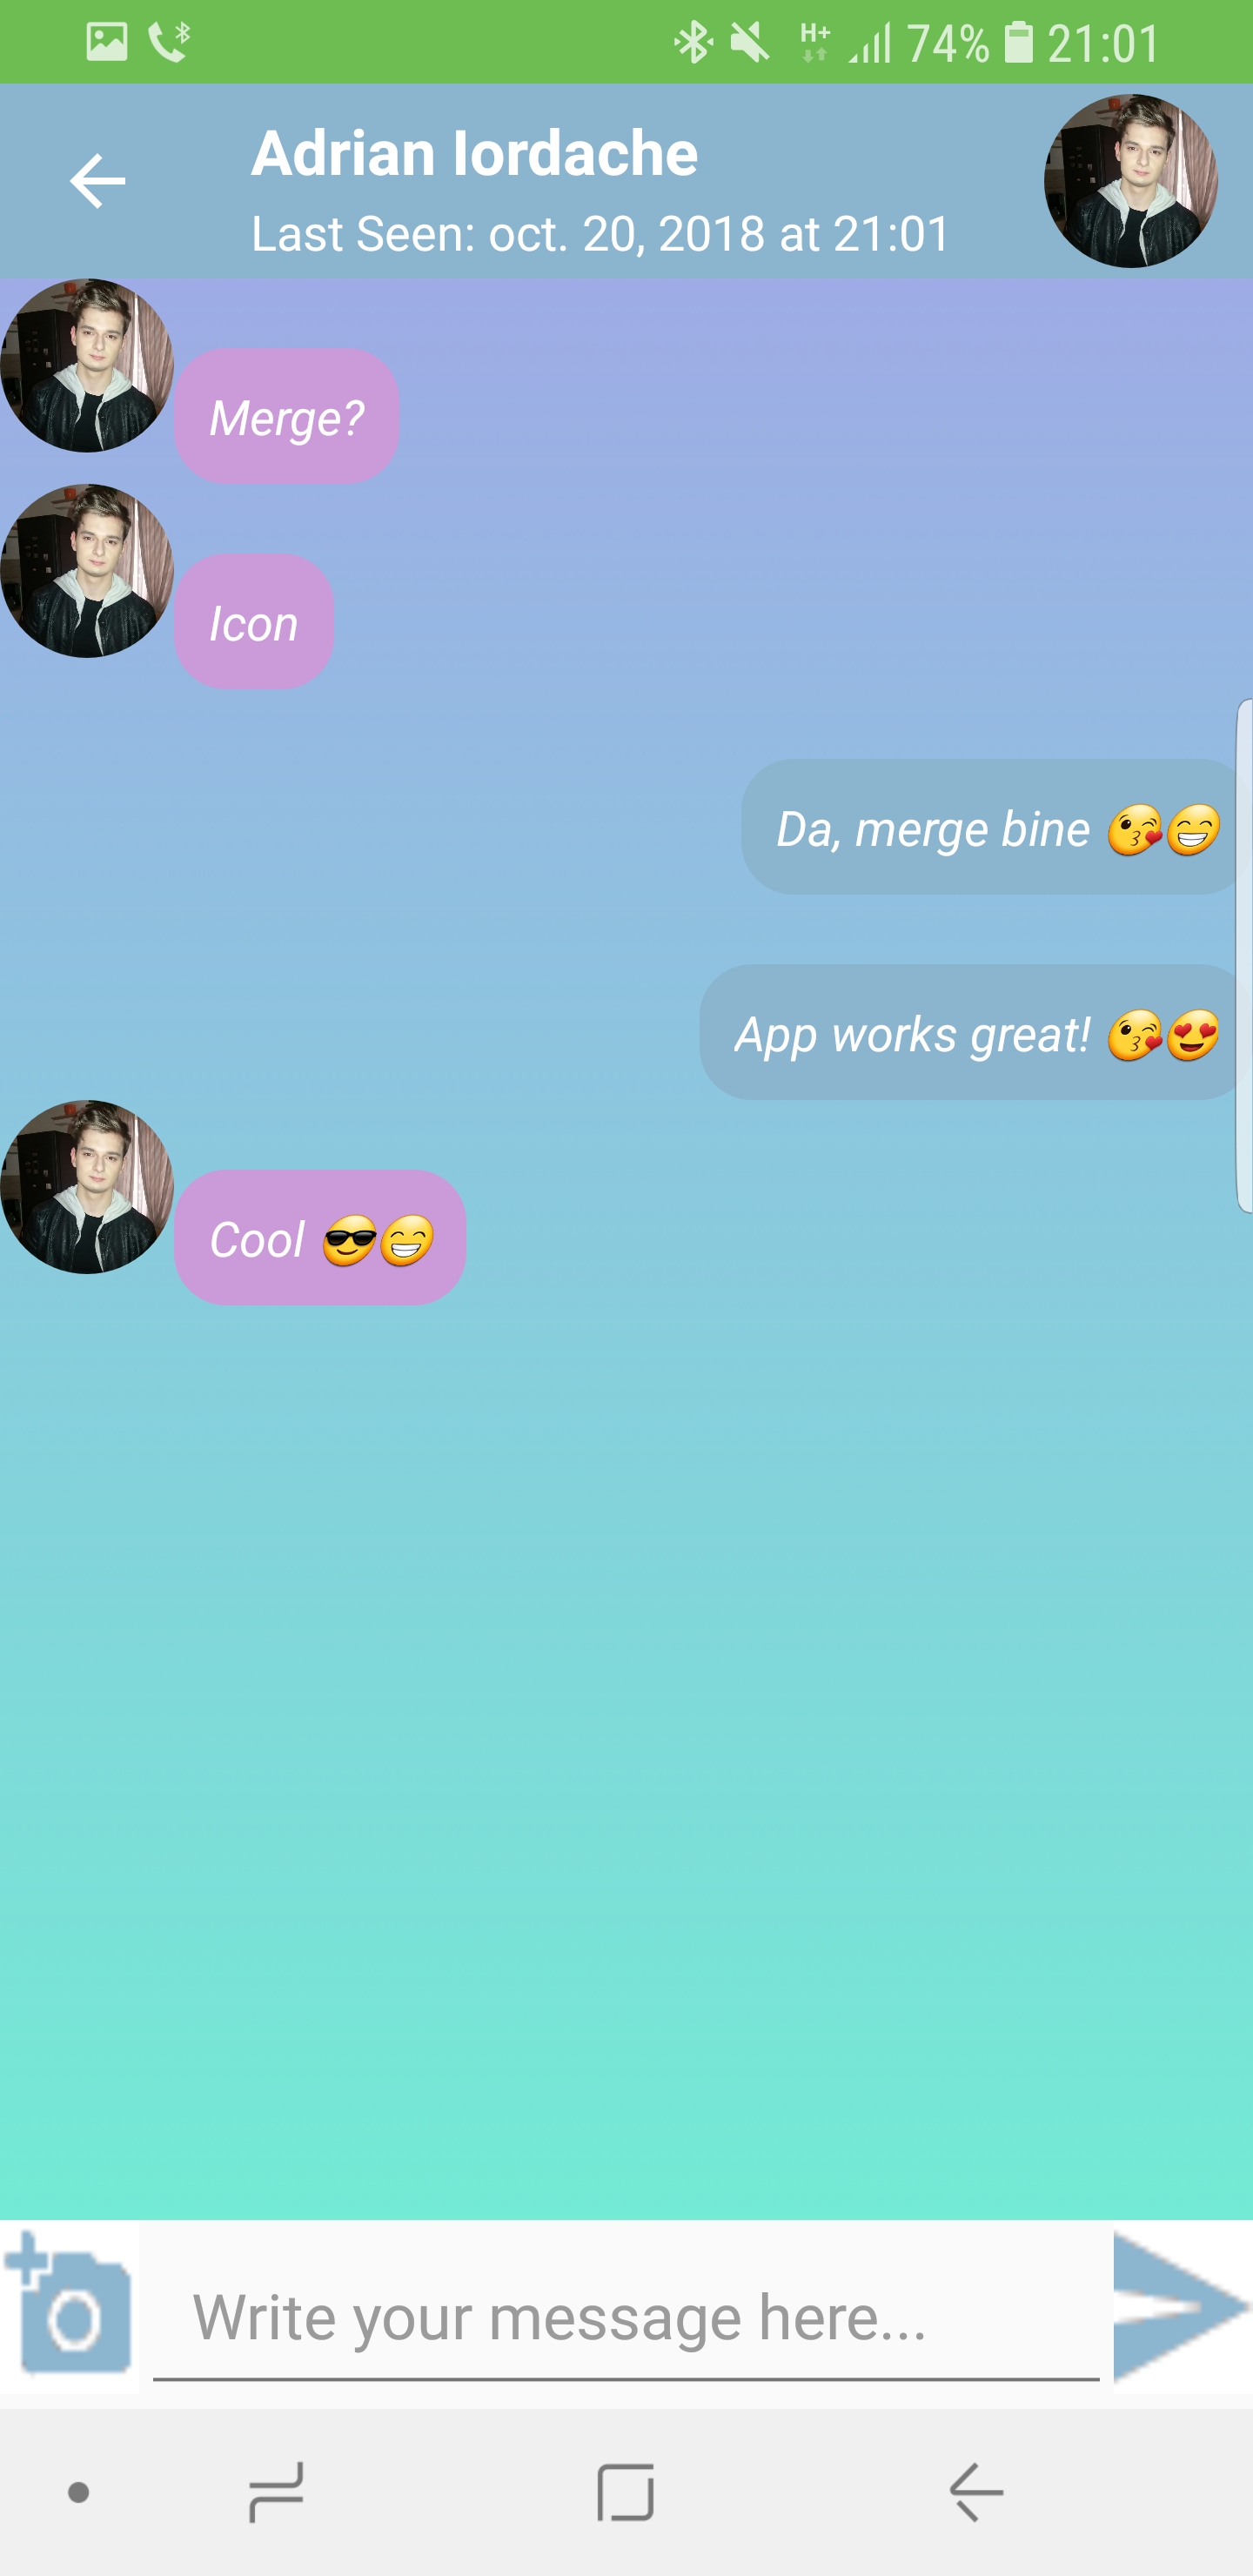 H+ 74% 21:01
Adrian Iordache
Last Seen: oct. 20, 2018 at 21:01
Merge?
Icon
Da, merge bine 😘😁
App works great! 😘😍
Cool 😎😁
Write your message here...